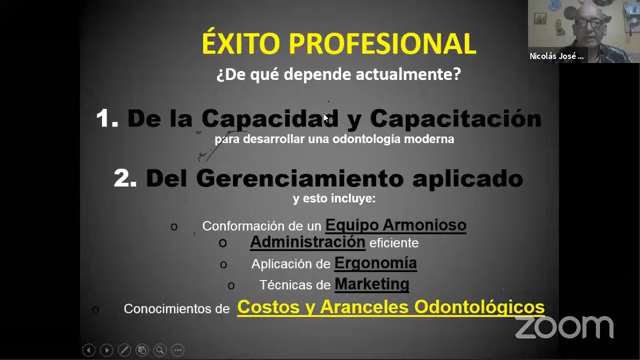 ÉXITO PROFESIONAL
Nicolás José ...
¿De qué depende actualmente?
1. De la Capacidad y Capacitación
para desarrollar una odontología moderna
2. Del Gerenciamiento aplicado
y esto incluye:
o Conformación de un Equipo Armonioso
o Administración eficiente
o Aplicación de Ergonomía
o Técnicas de Marketing
o Conocimientos de Costos y Aranceles Odontológicos
zoom